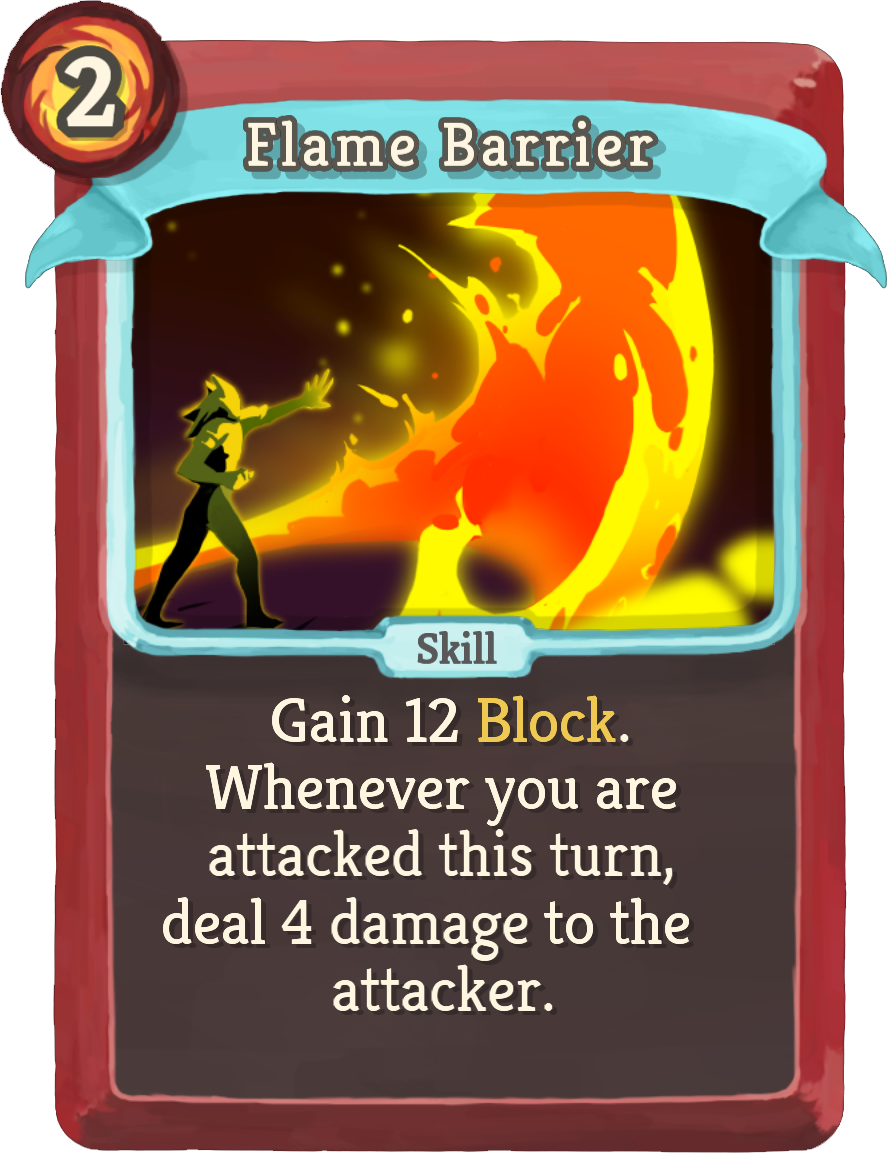 2
Flame Barrier
Skill
Gain 12 Block.
Whenever you are
attacked this turn,
deal 4 damage to the
attacker.